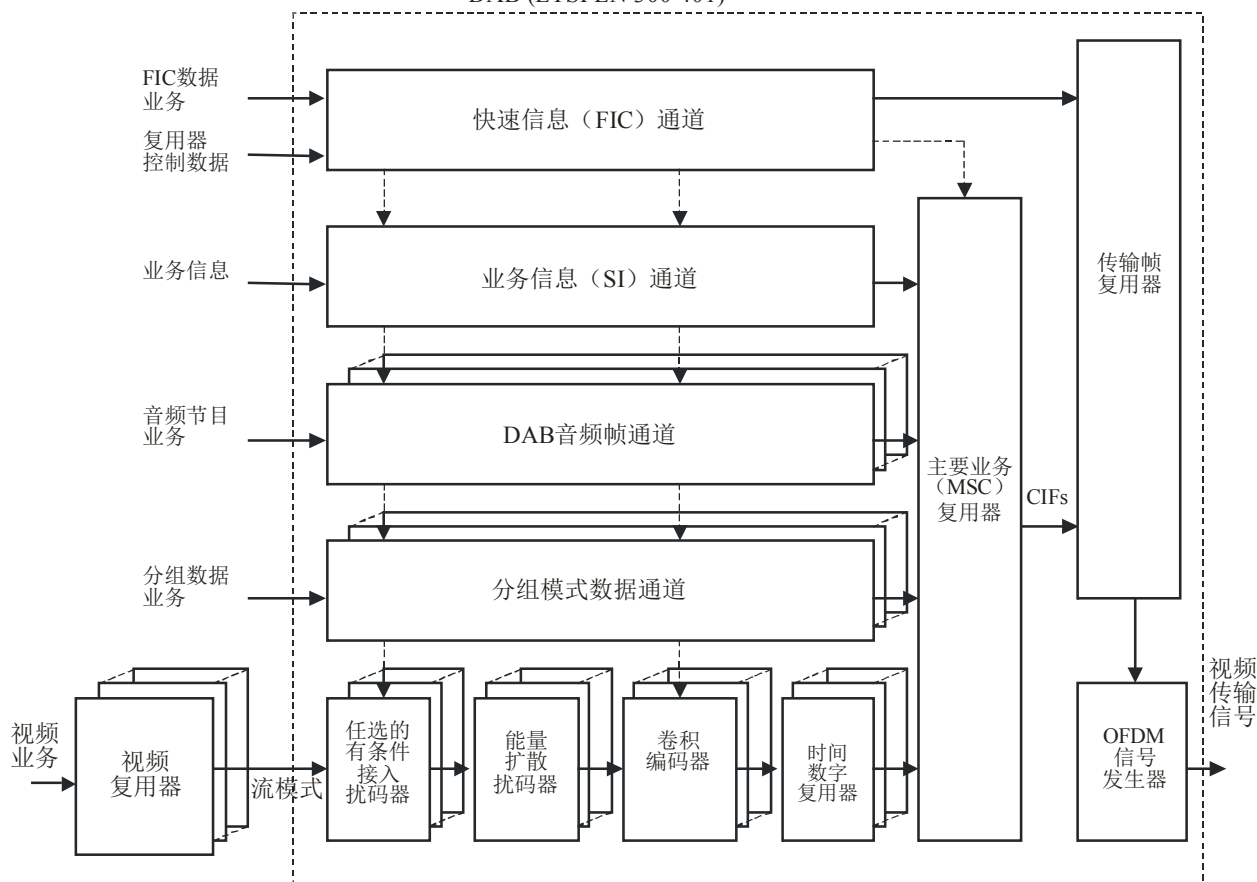 DAB (ETSI EN 300 401)
FIC数据
业务
复用器
控制数据
快速信息（FIC）通道
业务信息
业务信息（SI）通道
音频节目
业务
DAB音频帧通道
分组数据
业务
分组模式数据通道
主要业务
（MSC）
复用器
CIFs
传输帧
复用器
视频
业务
视频
复用器
流模式
任选的
有条件
接入
扰码器
能量
扩散
扰码器
卷积
编码器
时间
数字
复用器
OFDM
信号
发生器
视频
传输
信号